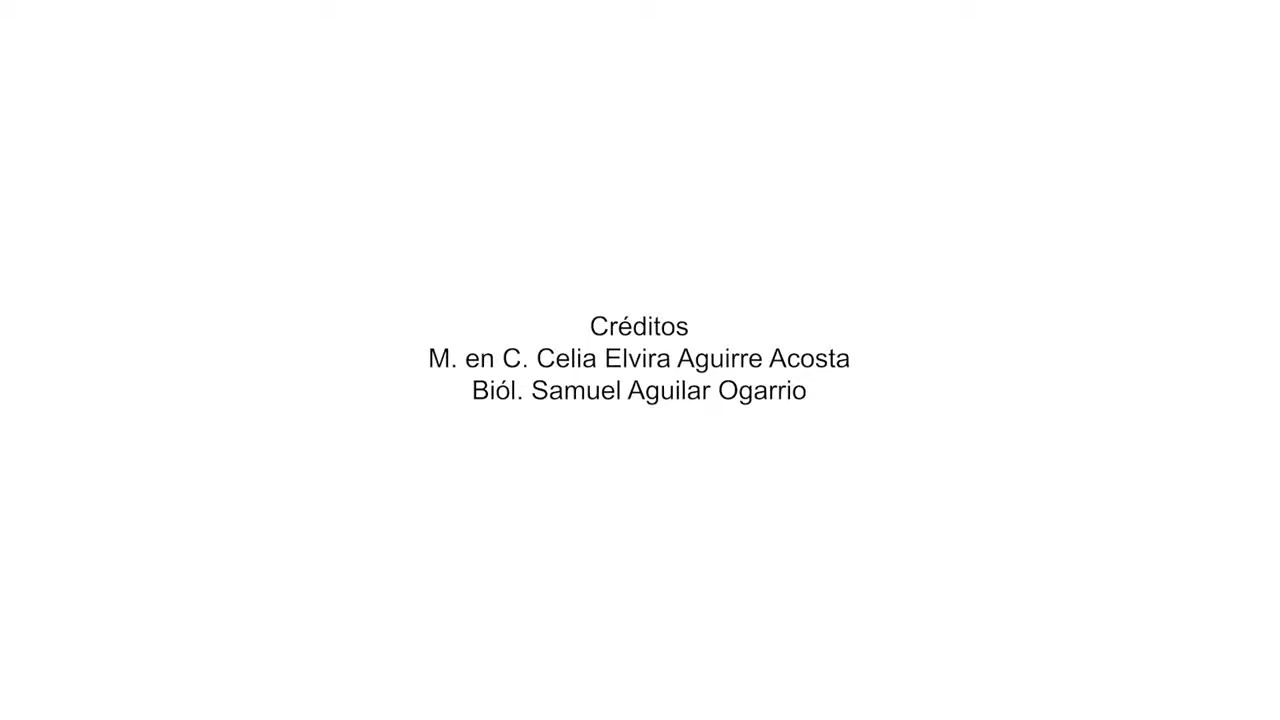 Créditos
M. en C. Celia Elvira Aguirre Acosta
Biól. Samuel Aguilar Ogarrio